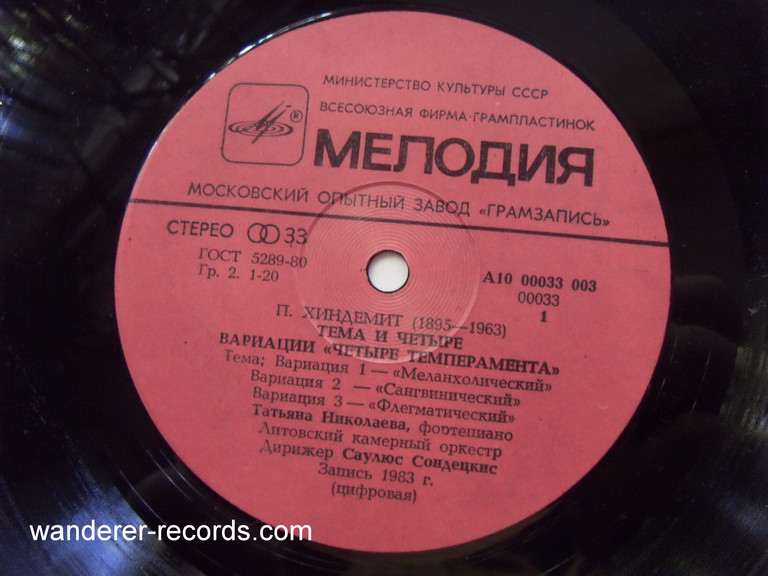 МИНИСТЕРСТВО КУЛЬТУРЫ СССР
ВСЕСОЮЗНАЯ ФИРМА·ГРАМПЛАСТИНОК
®
МЕЛОДИЯ
МОСКОВСКИЙ ОПЫТНЫЙ ЗАВОД «ГРАМЗАПИСЬ»
СТЕРЕО 33
ГОСТ 5289-80
Гр. 2. 1-20
А10 00033 003
00033
1
П. ХИНДЕМИТ (1895—1963)
ТЕМА И ЧЕТЫРЕ
ВАРИАЦИИ «ЧЕТЫРЕ ТЕМПЕРАМЕНТА»
Тема; Вариация 1 — «Меланхолический»
Вариация 2 — «Сангвинический»
Вариация 3 — «Флегматический»
Татьяна Николаева, фортепиано
Литовский камерный оркестр
Дирижер Саулюс Сондецкис
Запись 1983 г.
(цифровая)
wanderer-records.com